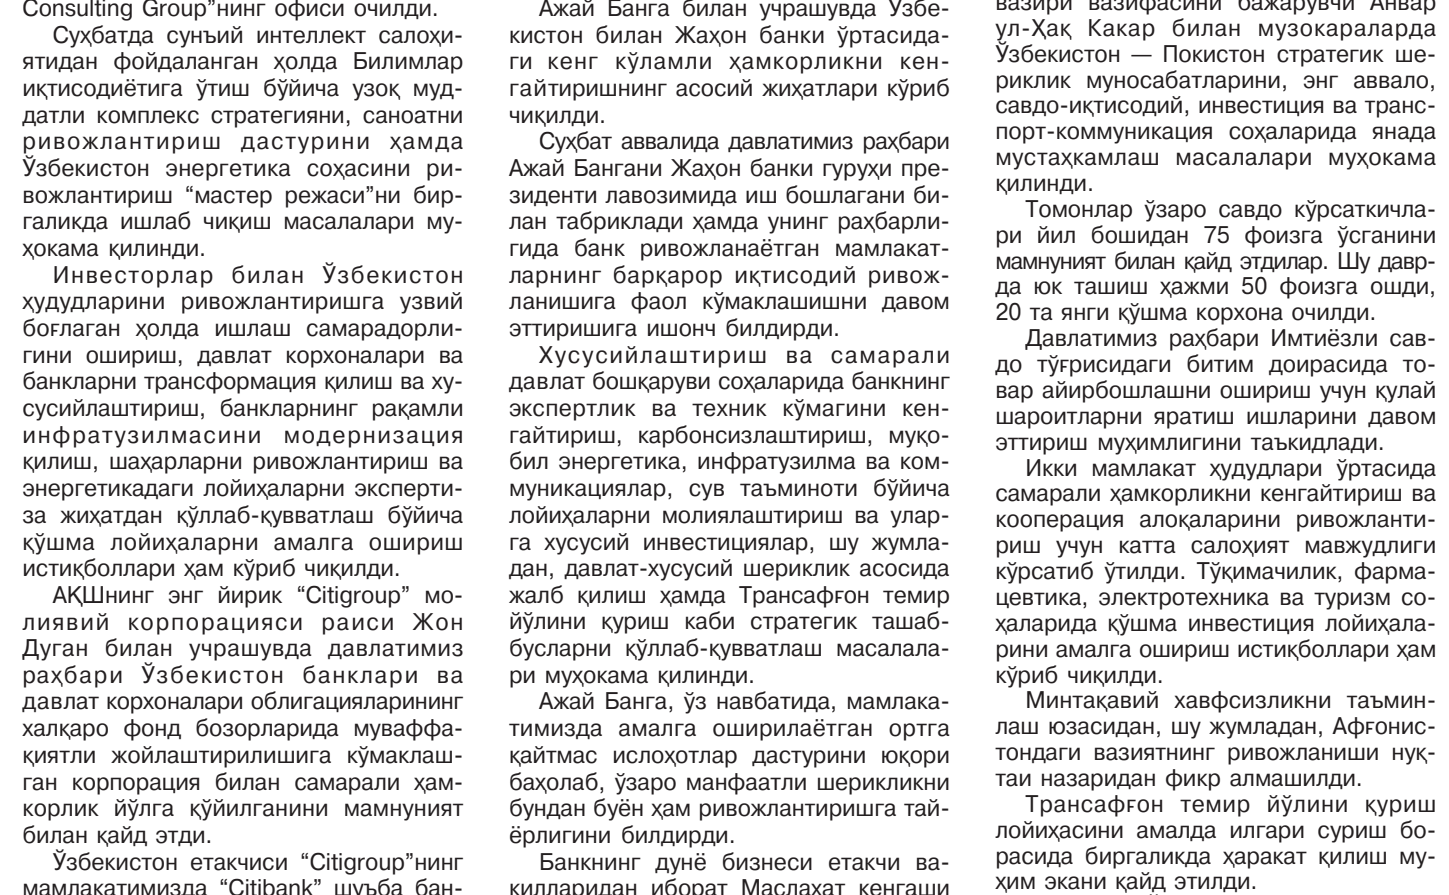 Consulting Group”нинг офиси очилди.
Суҳбатда сунъий интеллект салоҳи-
ятидан фойдаланган ҳолда Билимлар
иқтисодиётига ўтиш бўйича узоқ муд-
датли комплекс стратегияни, саноатни
ривожлантириш дастурини ҳамда
Ўзбекистон энергетика соҳасини ри-
вожлантириш “мастер режаси”ни бир-
галикда ишлаб чиқиш масалалари му-
ҳокама қилинди.
Инвесторлар билан Ўзбекистон
ҳудудларини ривожлантиришга узвий
боғлаган ҳолда ишлаш самарадорли-
гини ошириш, давлат корхоналари ва
банкларни трансформация қилиш ва ху-
сусийлаштириш, банкларнинг рақамли
инфратузилмасини модернизация
қилиш, шаҳарларни ривожлантириш ва
энергетикадаги лойиҳаларни эксперти-
за жиҳатдан қўллаб-қувватлаш бўйича
қўшма лойиҳаларни амалга ошириш
истиқболлари ҳам кўриб чиқилди.
АҚШнинг энг йирик “Citigroup” мо-
лиявий корпорацияси раиси Жон
Дуган билан учрашувда давлатимиз
раҳбари Ўзбекистон банклари ва
давлат корхоналари облигацияларининг
халқаро фонд бозорларида муваффа-
қиятли жойлаштирилишига кўмаклаш-
ган корпорация билан самарали ҳам-
корлик йўлга қўйилганини мамнуният
билан қайд этди.
Ўзбекистон етакчиси “Citigroup”нинг
мамлакатимизда “Citibank” шуъба бан-
Ажай Банга билан учрашувда Ўзбе-
кистон билан Жаҳон банки ўртасида-
ги кенг кўламли ҳамкорликни кен-
гайтиришнинг асосий жиҳатлари кўриб
чиқилди.
Суҳбат аввалида давлатимиз раҳбари
Ажай Бангани Жаҳон банки гуруҳи пре-
зиденти лавозимида иш бошлагани би-
лан табриклади ҳамда унинг раҳбарли-
гида банк ривожланаётган мамлакат-
ларнинг барқарор иқтисодий ривож-
ланишига фаол кўмаклашишни давом
эттиришига ишонч билдирди.
Хусусийлаштириш ва самарали
давлат бошқаруви соҳаларида банкнинг
экспертлик ва техник кўмагини кен-
гайтириш, карбонсизлаштириш, муқо-
бил энергетика, инфратузилма ва ком-
муникациялар, сув таъминоти бўйича
лойиҳаларни молиялаштириш ва улар-
га хусусий инвестициялар, шу жумла-
дан, давлат-хусусий шериклик асосида
жалб қилиш ҳамда Трансафғон темир
йўлини қуриш каби стратегик ташаб-
бусларни қўллаб-қувватлаш масалала-
ри муҳокама қилинди.
Ажай Банга, ўз навбатида, мамлака-
тимизда амалга оширилаётган ортга
қайтмас ислоҳотлар дастурини юқори
баҳолаб, ўзаро манфаатли шерикликни
бундан буён ҳам ривожлантиришга тай-
ёрлигини билдирди.
Банкнинг дунё бизнеси етакчи ва-
килларидан иборат Маслаҳат кенгаши
вазири вазифасини бажарувчи Анвар
ул-Ҳақ Какар билан музокараларда
Ўзбекистон — Покистон стратегик ше-
риклик муносабатларини, энг аввало,
савдо-иқтисодий, инвестиция ва транс-
порт-коммуникация соҳаларида янада
мустаҳкамлаш масалалари муҳокама
қилинди.
Томонлар ўзаро савдо кўрсаткичла-
ри йил бошидан 75 фоизга ўсганини
мамнуният билан қайд этдилар. Шу давр-
да юк ташиш ҳажми 50 фоизга ошди,
20 та янги қўшма корхона очилди.
Давлатимиз раҳбари Имтиёзли сав-
до тўғрисидаги битим доирасида то-
вар айирбошлашни ошириш учун қулай
шароитларни яратиш ишларини давом
эттириш муҳимлигини таъкидлади.
Икки мамлакат ҳудудлари ўртасида
самарали ҳамкорликни кенгайтириш ва
кооперация алоқаларини ривожланти-
риш учун катта салоҳият мавжудлиги
кўрсатиб ўтилди. Тўқимачилик, фарма-
цевтика, электротехника ва туризм со-
ҳаларида қўшма инвестиция лойиҳала-
рини амалга ошириш истиқболлари ҳам
кўриб чиқилди.
Минтақавий хавфсизликни таъмин-
лаш юзасидан, шу жумладан, Афғонис-
тондаги вазиятнинг ривожланиши нуқ-
таи назаридан фикр алмашилди.
Трансафғон темир йўлини қуриш
лойиҳасини амалда илгари суриш бо-
расида биргаликда ҳаракат қилиш му-
ҳим экани қайд этилди.